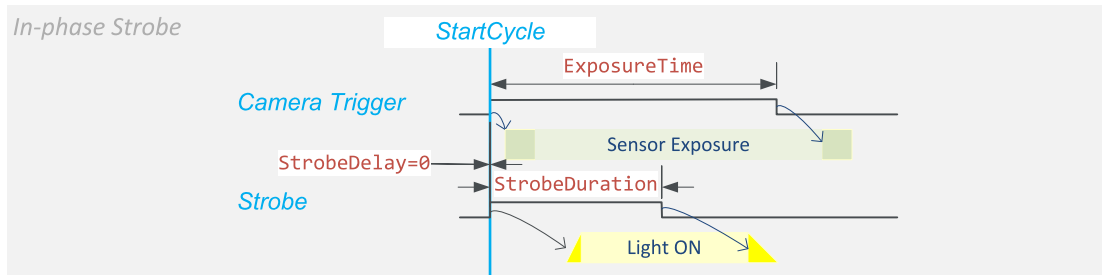 In-phase Strobe
StartCycle
ExposureTime
Camera Trigger
Sensor Exposure
StrobeDelay=0
StrobeDuration
Strobe
Light ON